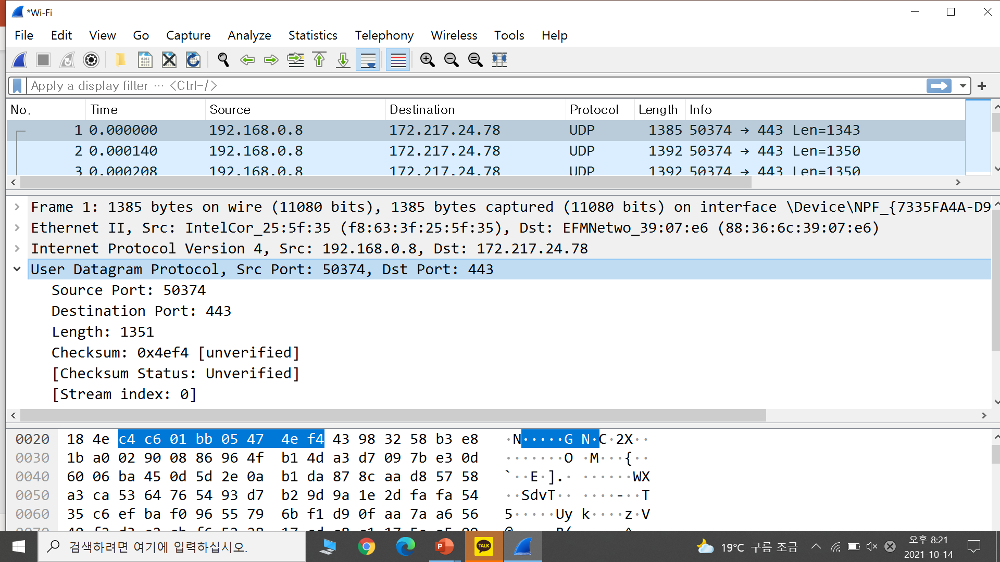 *Wi-Fi
File Edit View Go Capture Analyze Statistics Telephony Wireless Tools Help
Apply a display filter ⋯ <Ctrl-/>
No. Time Source Destination Protocol Length Info
1 0.000000 192.168.0.8 172.217.24.78 UDP 1385 50374 → 443 Len=1343
2 0.000140 192.168.0.8 172.217.24.78 UDP 1392 50374 → 443 Len=1350
3 0.000208 192.168.0.8 172.217.24.78 UDP 1392 50374 → 443 Len=1350
Frame 1: 1385 bytes on wire (11080 bits), 1385 bytes captured (11080 bits) on interface \Device\NPF_{7335FA4A-D9
Ethernet II, Src: IntelCor_25:5f:35 (f8:63:3f:25:5f:35), Dst: EFMNetwo_39:07:e6 (88:36:6c:39:07:e6)
Internet Protocol Version 4, Src: 192.168.0.8, Dst: 172.217.24.78
User Datagram Protocol, Src Port: 50374, Dst Port: 443
Source Port: 50374
Destination Port: 443
Length: 1351
Checksum: 0x4ef4 [unverified]
[Checksum Status: Unverified]
[Stream index: 0]
0020 18 4e c4 c6 01 bb 05 47 4e f4 43 98 32 58 b3 e8 ·N·····G N·C·2X··
0030 1b a0 02 90 08 86 96 4f b1 4d a3 d7 09 7b e3 0d ·······O ·M···{··
0040 60 06 ba 45 0d 5d 2e 0a b1 da 87 8c aa d8 57 58 `··E·].· ······WX
0050 a3 ca 53 64 76 54 93 d7 b2 9d 9a 1e 2d fa fa 54 ··SdvT·· ····-··T
0060 35 c6 ef ba f0 96 55 79 6b f1 d9 0f aa 7a a6 56 5·····Uy k····z·V
검색하려면 여기에 입력하십시오.
TALK
19°C 구름 조금
오후 8:21
2021-10-14